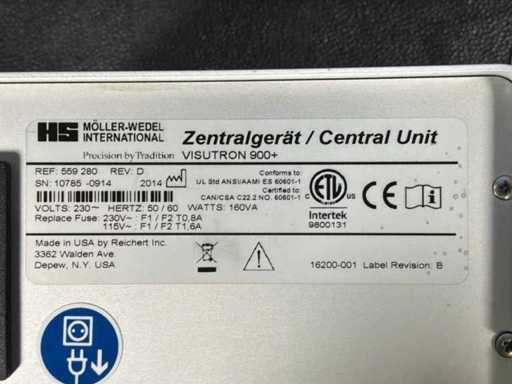 HS MÖLLER-WEDEL INTERNATIONAL
Zentralgerät / Central Unit
Precision by Tradition VISUTRON 900+
REF: 559 280 REV: D
SN: 10785 -0914 2014
Conforms to:
UL Std ANSI/AAMI ES 60601-1
Certified to:
CAN/CSA C22.2 NO. 60601-1
ETL
Intertek
9800131
CE
VOLTS: 230~ HERTZ: 50 / 60 WATTS: 160VA
Replace Fuse: 230V~ : F1 / F2 T0,8A
115V~ : F1 / F2 T1,6A
Made in USA by Reichert Inc.
3362 Walden Ave.
Depew, N.Y. USA
16200-001 Label Revision: B